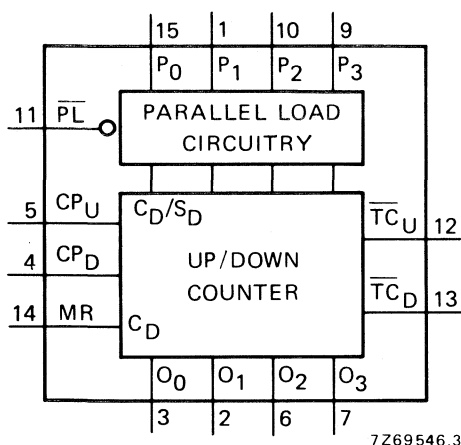 15 1 10 9
P0 P1 P2 P3
11 PL
PARALLEL LOAD
CIRCUITRY
5 CPU
CD/SD
TCU 12
4 CPD
UP/DOWN
COUNTER
TCD 13
14 MR
CD
O0 O1 O2 O3
3 2 6 7
7Z69546.3